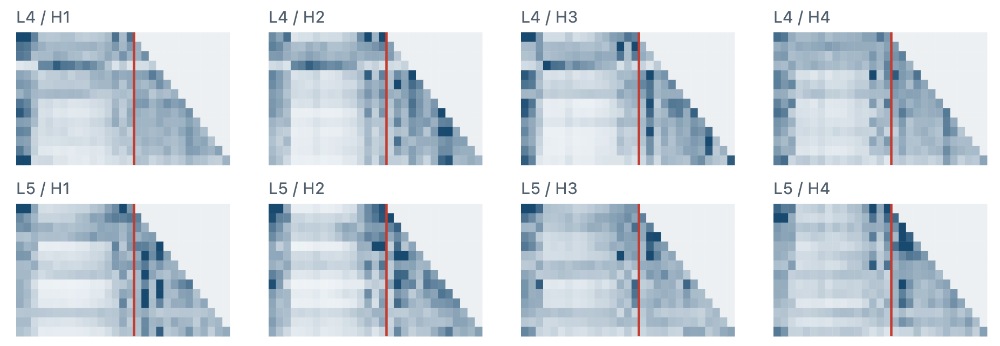 L4 / H1
L4 / H2
L4 / H3
L4 / H4
L5 / H1
L5 / H2
L5 / H3
L5 / H4